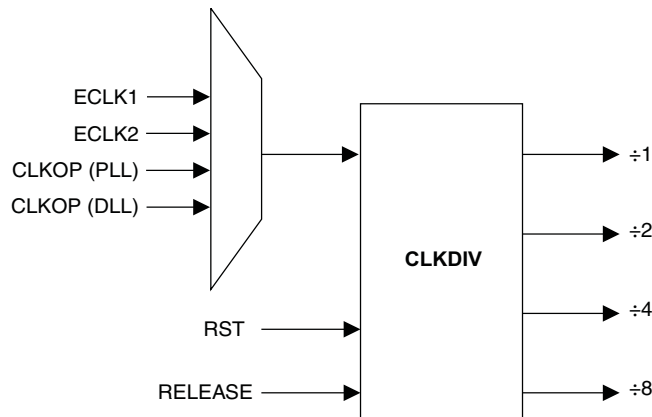 ECLK1
ECLK2
CLKOP (PLL)
CLKOP (DLL)
RST
RELEASE
CLKDIV
÷1
÷2
÷4
÷8